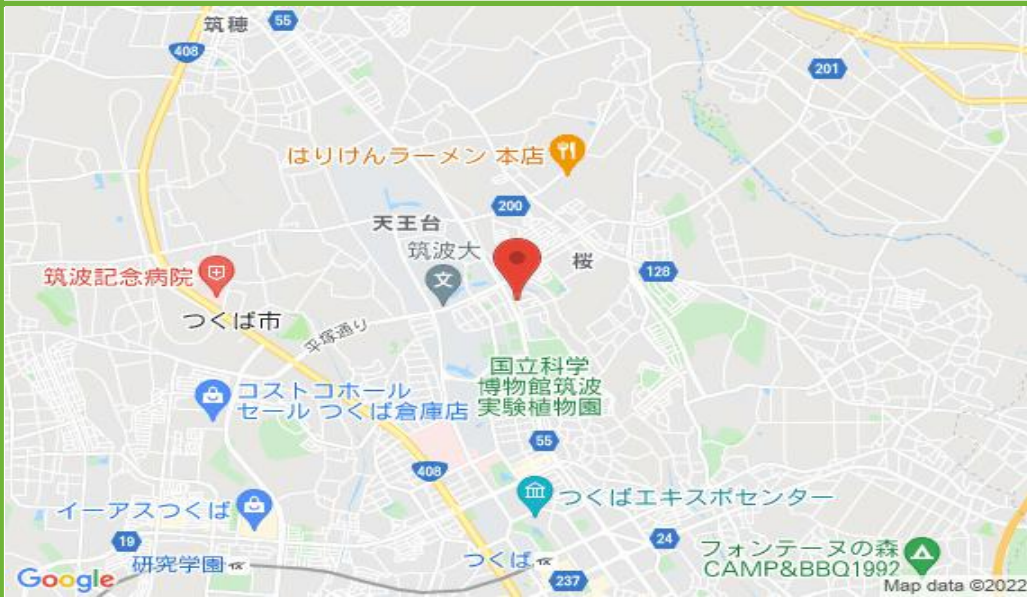 筑穂
55
408
201
はりけんラーメン 本店
200
天王台
筑波大
文
桜
128
筑波記念病院
つくば市
平塚通り
国立科学
博物館筑波
実験植物園
コストコホール
セール つくば倉庫店
55
408
つくばエキスポセンター
イーアスつくば
19
研究学園
つくば
24
フォンテーヌの森
CAMP&BBQ1992
237
Google
Map data ©2022